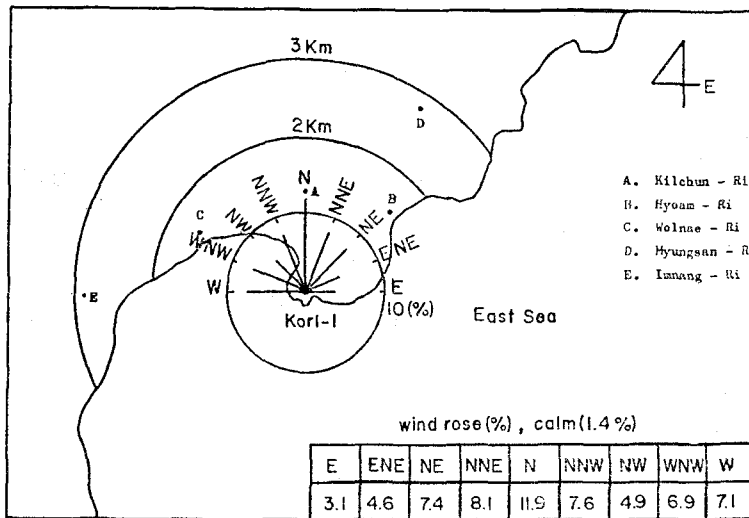 3 Km
2 Km
N
NNW
NNE
NW
NE
WNW
ENE
W
E
10 (%)
A
B
C
D
E
Kori-1
East Sea
E
A. Kilchun - Ri
B. Hyoam - Ri
C. Wolnae - Ri
D. Myungsan - R
E. Imnang - Ri
wind rose (%) , calm (1.4 %)
E ENE NE NNE N NNW NW WNW W
3.1 4.6 7.4 8.1 11.9 7.6 4.9 6.9 7.1